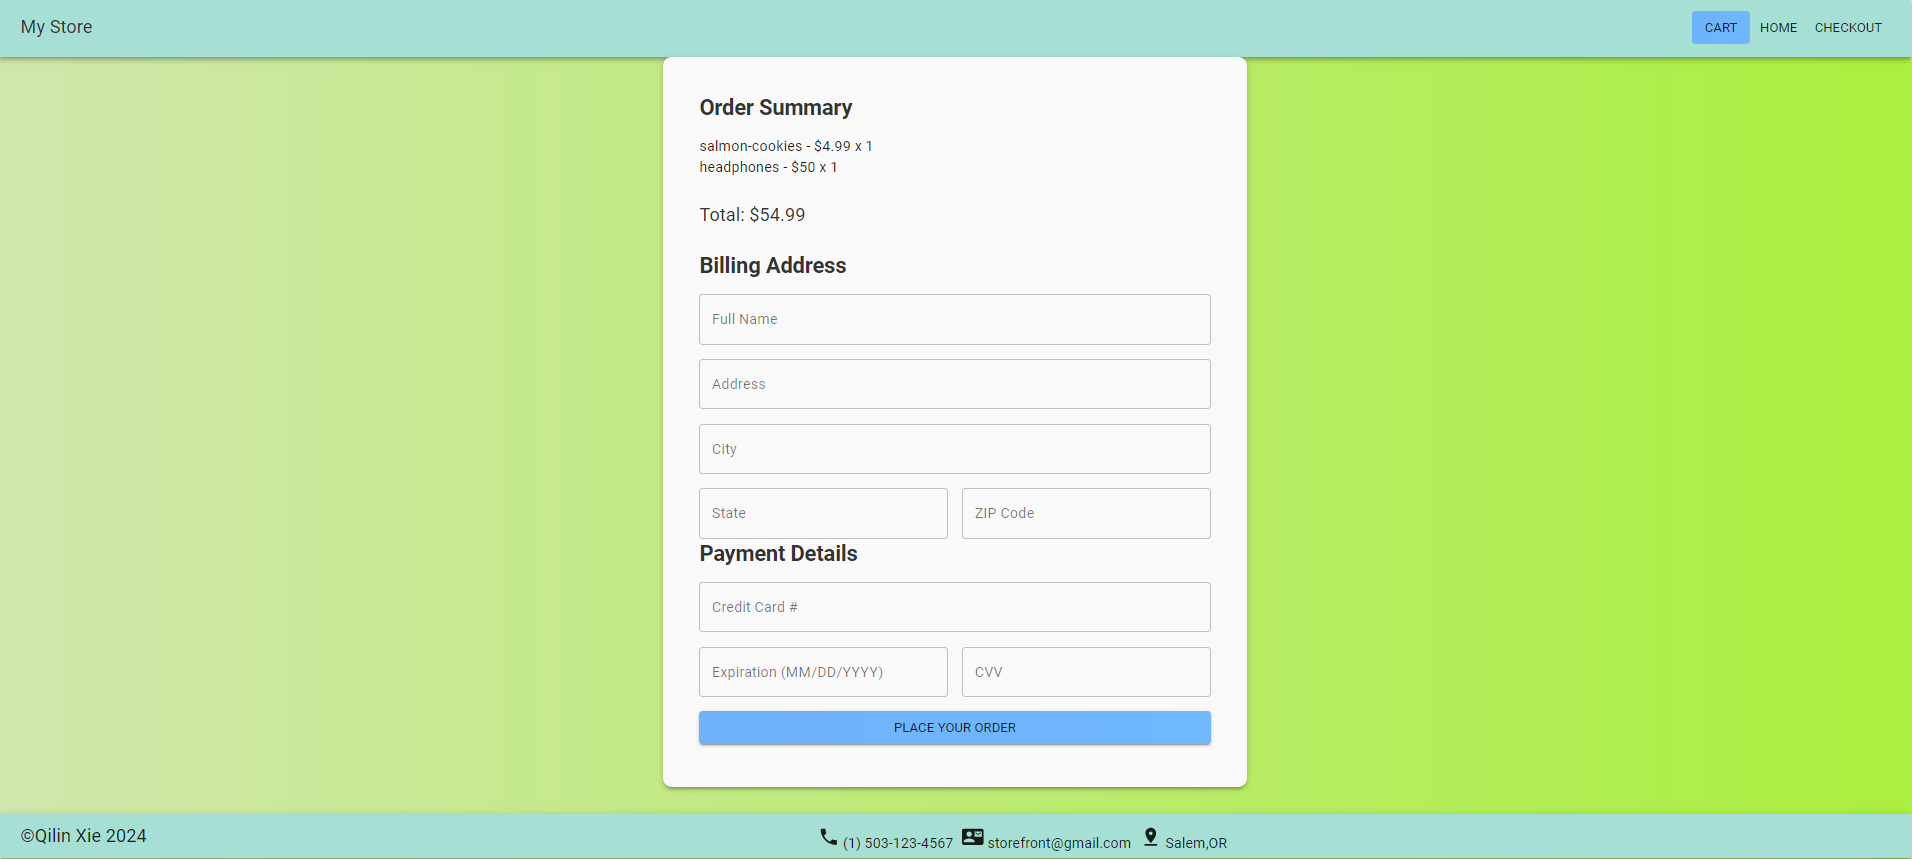 My Store
CART HOME CHECKOUT
Order Summary
salmon-cookies - $4.99 x 1
headphones - $50 x 1
Total: $54.99
Billing Address
Full Name
Address
City
State ZIP Code
Payment Details
Credit Card #
Expiration (MM/DD/YYYY) CVV
PLACE YOUR ORDER
©Qilin Xie 2024
(1) 503-123-4567 storefront@gmail.com Salem,OR